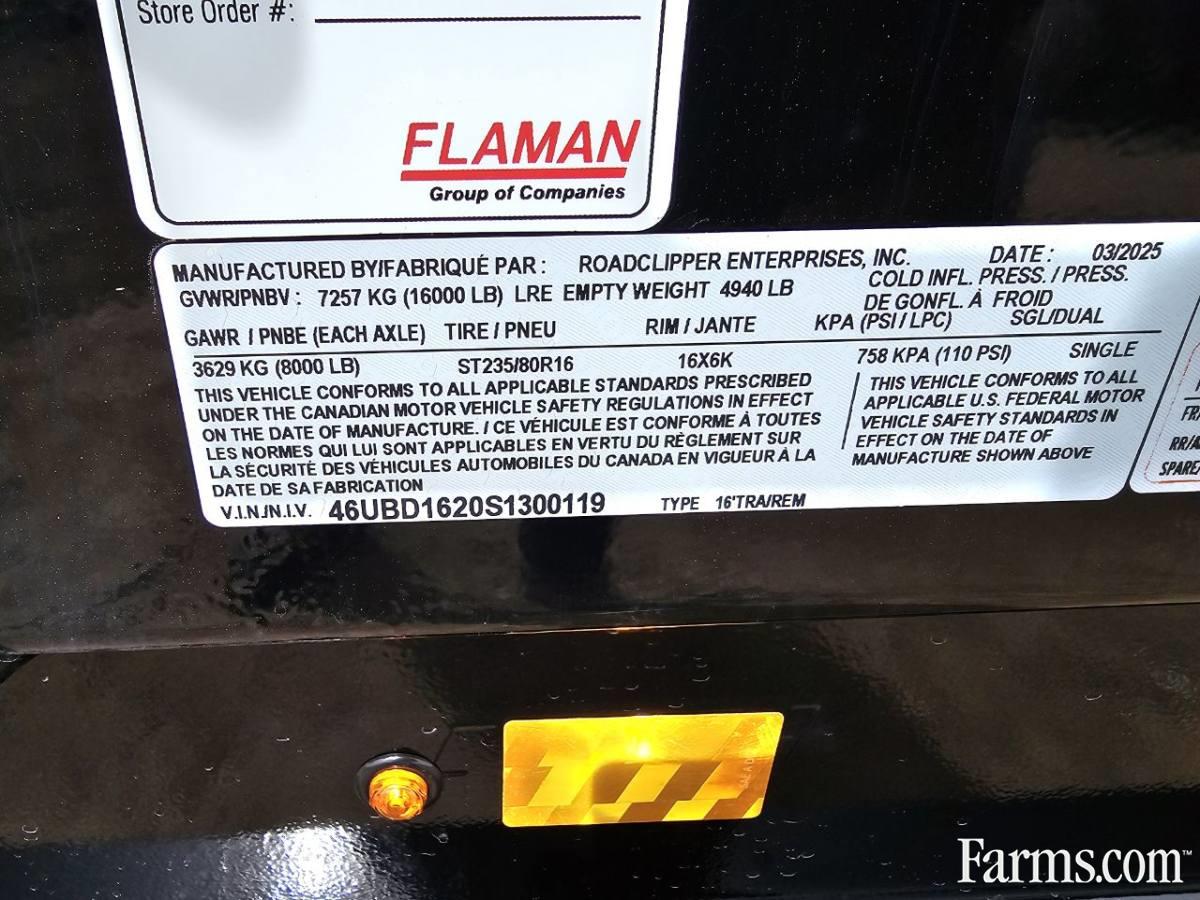 Store Order #:
FLAMAN
Group of Companies
MANUFACTURED BY/FABRIQUÉ PAR : ROADCLIPPER ENTERPRISES, INC. DATE : 03/2025
GVWR/PNBV : 7257 KG (16000 LB) LRE EMPTY WEIGHT 4940 LB COLD INFL. PRESS. / PRESS.
DE GONFL. À FROID
GAWR / PNBE (EACH AXLE) TIRE / PNEU RIM / JANTE KPA (PSI / LPC) SGL/DUAL
3629 KG (8000 LB) ST235/80R16 16X6K 758 KPA (110 PSI) SINGLE
THIS VEHICLE CONFORMS TO ALL APPLICABLE STANDARDS PRESCRIBED
UNDER THE CANADIAN MOTOR VEHICLE SAFETY REGULATIONS IN EFFECT
ON THE DATE OF MANUFACTURE. / CE VÉHICULE EST CONFORME À TOUTES
LES NORMES QUI LUI SONT APPLICABLES EN VERTU DU RÈGLEMENT SUR
LA SÉCURITÉ DES VÉHICULES AUTOMOBILES DU CANADA EN VIGUEUR À LA
DATE DE SA FABRICATION
THIS VEHICLE CONFORMS TO ALL
APPLICABLE U.S. FEDERAL MOTOR
VEHICLE SAFETY STANDARDS IN
EFFECT ON THE DATE OF
MANUFACTURE SHOWN ABOVE
V.I.N./N.I.V. 46UBD1620S1300119 TYPE 16'TRA/REM
SPARE/
Farms.com™